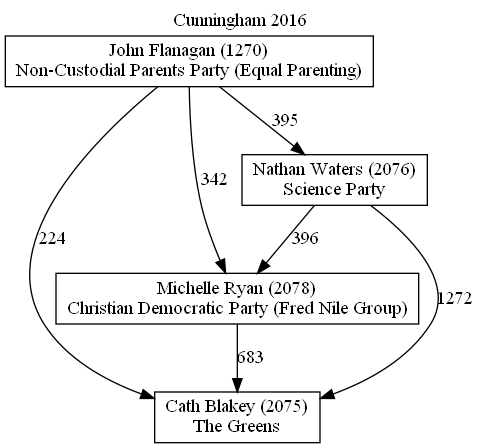 Cunningham 2016
John Flanagan (1270)
Non-Custodial Parents Party (Equal Parenting)
395
Nathan Waters (2076)
Science Party
342
224
396
Michelle Ryan (2078)
Christian Democratic Party (Fred Nile Group)
1272
683
Cath Blakey (2075)
The Greens